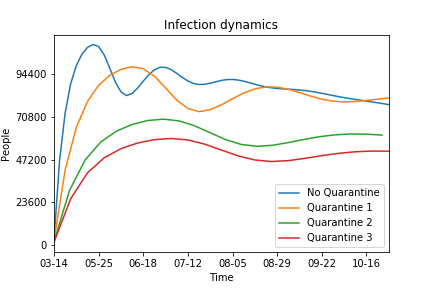 Infection dynamics
People
94400
70800
47200
23600
0
No Quarantine
Quarantine 1
Quarantine 2
Quarantine 3
03-14 05-25 06-18 07-12 08-05 08-29 09-22 10-16
Time